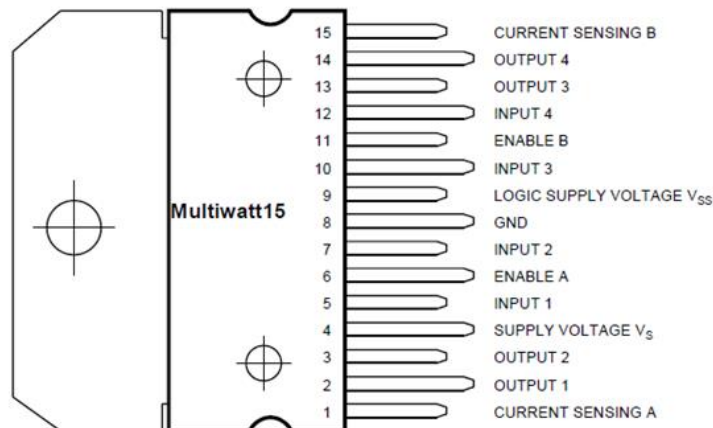 15 CURRENT SENSING B
14 OUTPUT 4
13 OUTPUT 3
12 INPUT 4
11 ENABLE B
10 INPUT 3
9 LOGIC SUPPLY VOLTAGE VSS
Multiwatt15
8 GND
7 INPUT 2
6 ENABLE A
5 INPUT 1
4 SUPPLY VOLTAGE VS
3 OUTPUT 2
2 OUTPUT 1
1 CURRENT SENSING A